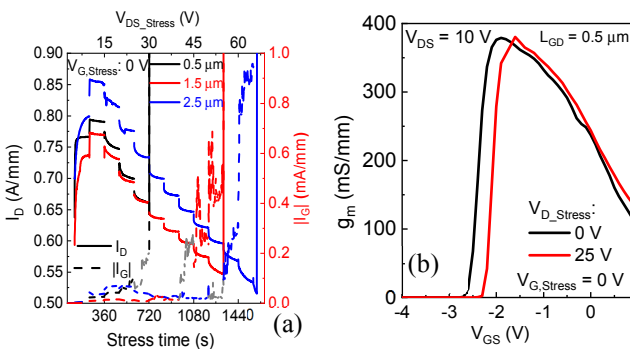 V_DS_Stress (V)
15 30 45 60
V_G,Stress: 0 V
0.5 μm
1.5 μm
2.5 μm
0.90
0.85
0.80
0.75
0.70
0.65
0.60
0.55
0.50
I_D (A/mm)
I_D
|I_G|
1.0
0.8
0.6
0.4
0.2
0.0
|I_G| (mA/mm)
360 720 1080 1440
Stress time (s)
(a)
V_DS = 10 V
L_GD = 0.5 μm
400
300
200
100
0
g_m (mS/mm)
V_D_Stress:
0 V
25 V
V_G,Stress = 0 V
(b)
-4 -3 -2 -1 0
V_GS (V)